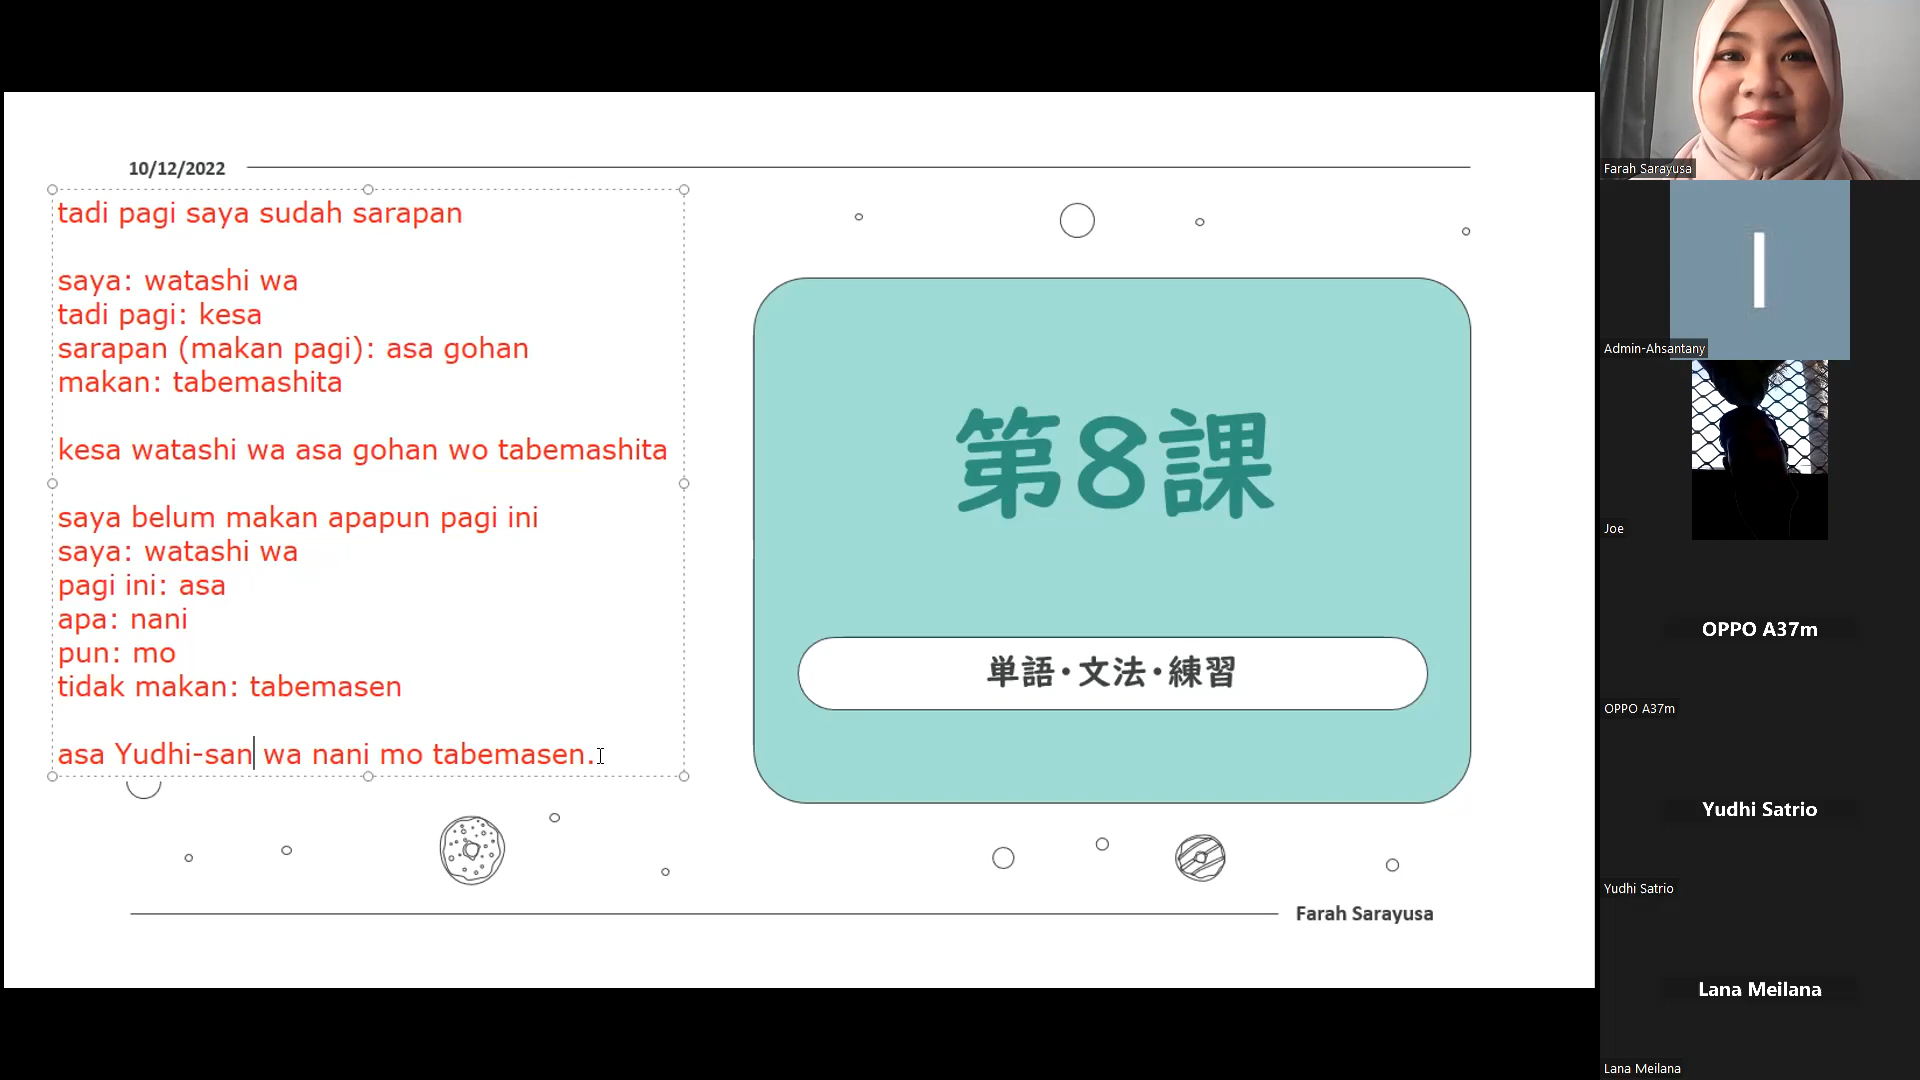 10/12/2022
tadi pagi saya sudah sarapan
saya: watashi wa
tadi pagi: kesa
sarapan (makan pagi): asa gohan
makan: tabemashita
kesa watashi wa asa gohan wo tabemashita
saya belum makan apapun pagi ini
saya: watashi wa
pagi ini: asa
apa: nani
pun: mo
tidak makan: tabemasen
asa Yudhi-san wa nani mo tabemasen.
第8課
単語・文法・練習
Farah Sarayusa
Farah Sarayusa
I
Admin-Ahsantany
Joe
OPPO A37m
OPPO A37m
Yudhi Satrio
Yudhi Satrio
Lana Meilana
Lana Meilana